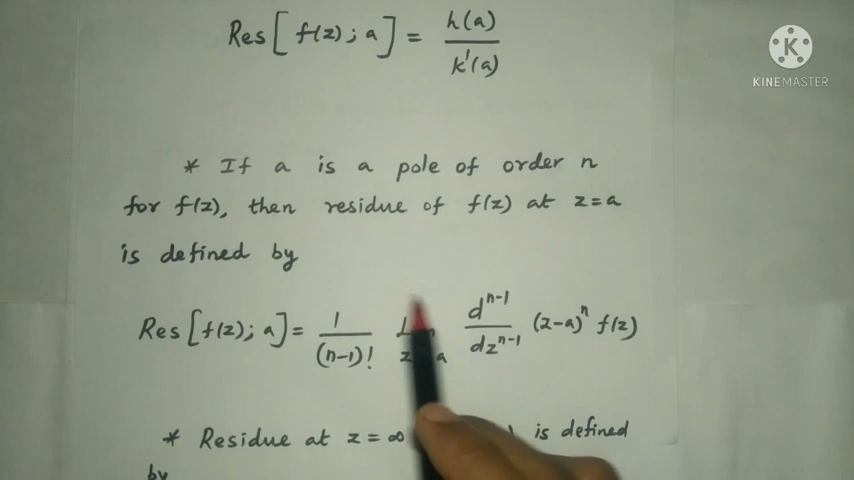 Res[f(z); a] = h(a)/k'(a)
K
KINEMASTER
* If a is a pole of order n
for f(z), then residue of f(z) at z=a
is defined by
Res[f(z); a] = 1/(n-1)! d^(n-1)/dz^(n-1) (z-a)^n f(z)
* Residue at z = ∞ is defined
by